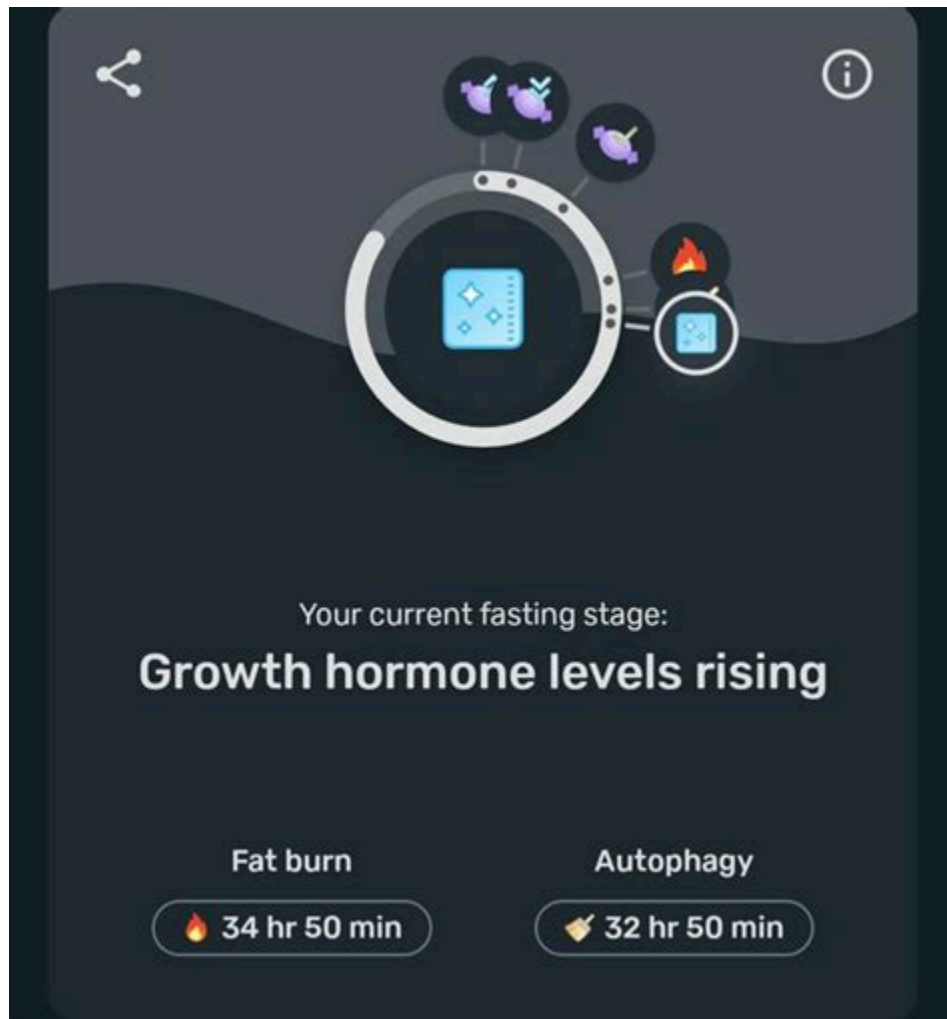 Your current fasting stage:
Growth hormone levels rising
Fat burn
34 hr 50 min
Autophagy
32 hr 50 min